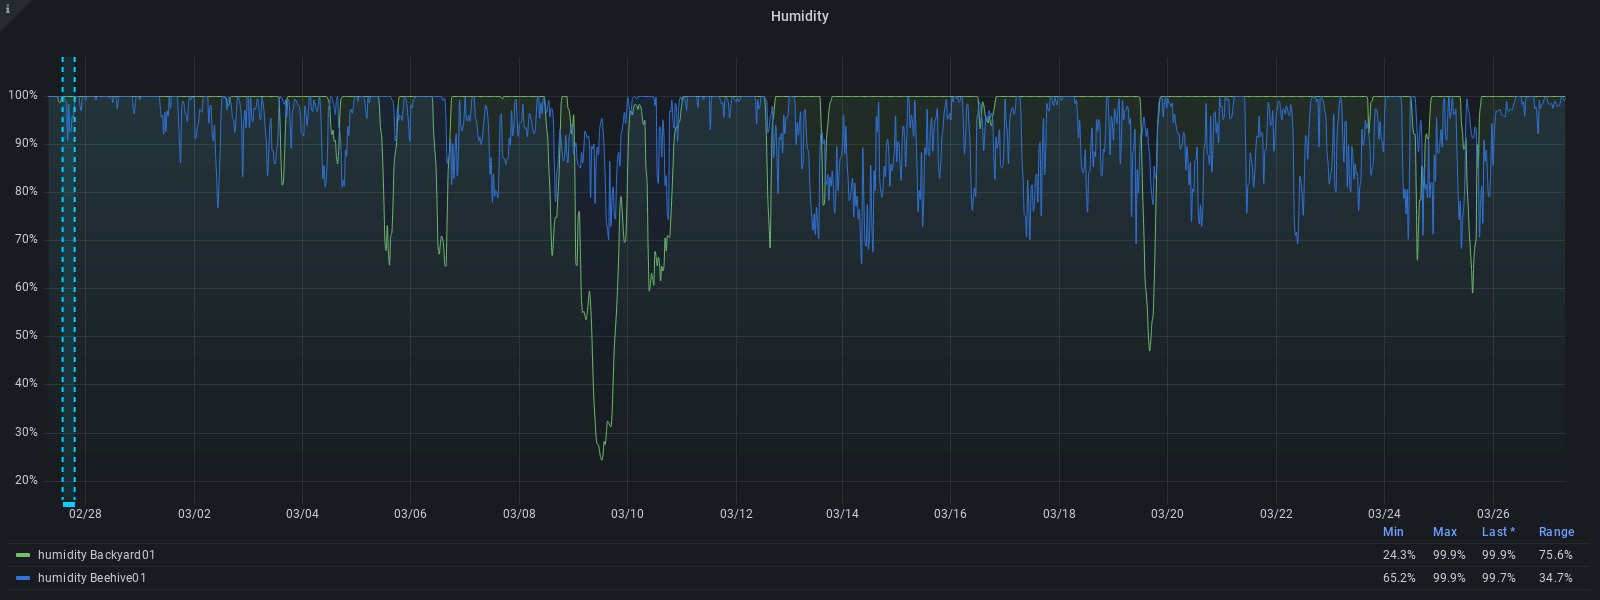 i
Humidity
100%
90%
80%
70%
60%
50%
40%
30%
20%
02/28 03/02 03/04 03/06 03/08 03/10 03/12 03/14 03/16 03/18 03/20 03/22 03/24 03/26
Min Max Last * Range
humidity Backyard01 24.3% 99.9% 99.9% 75.6%
humidity Beehive01 65.2% 99.9% 99.7% 34.7%